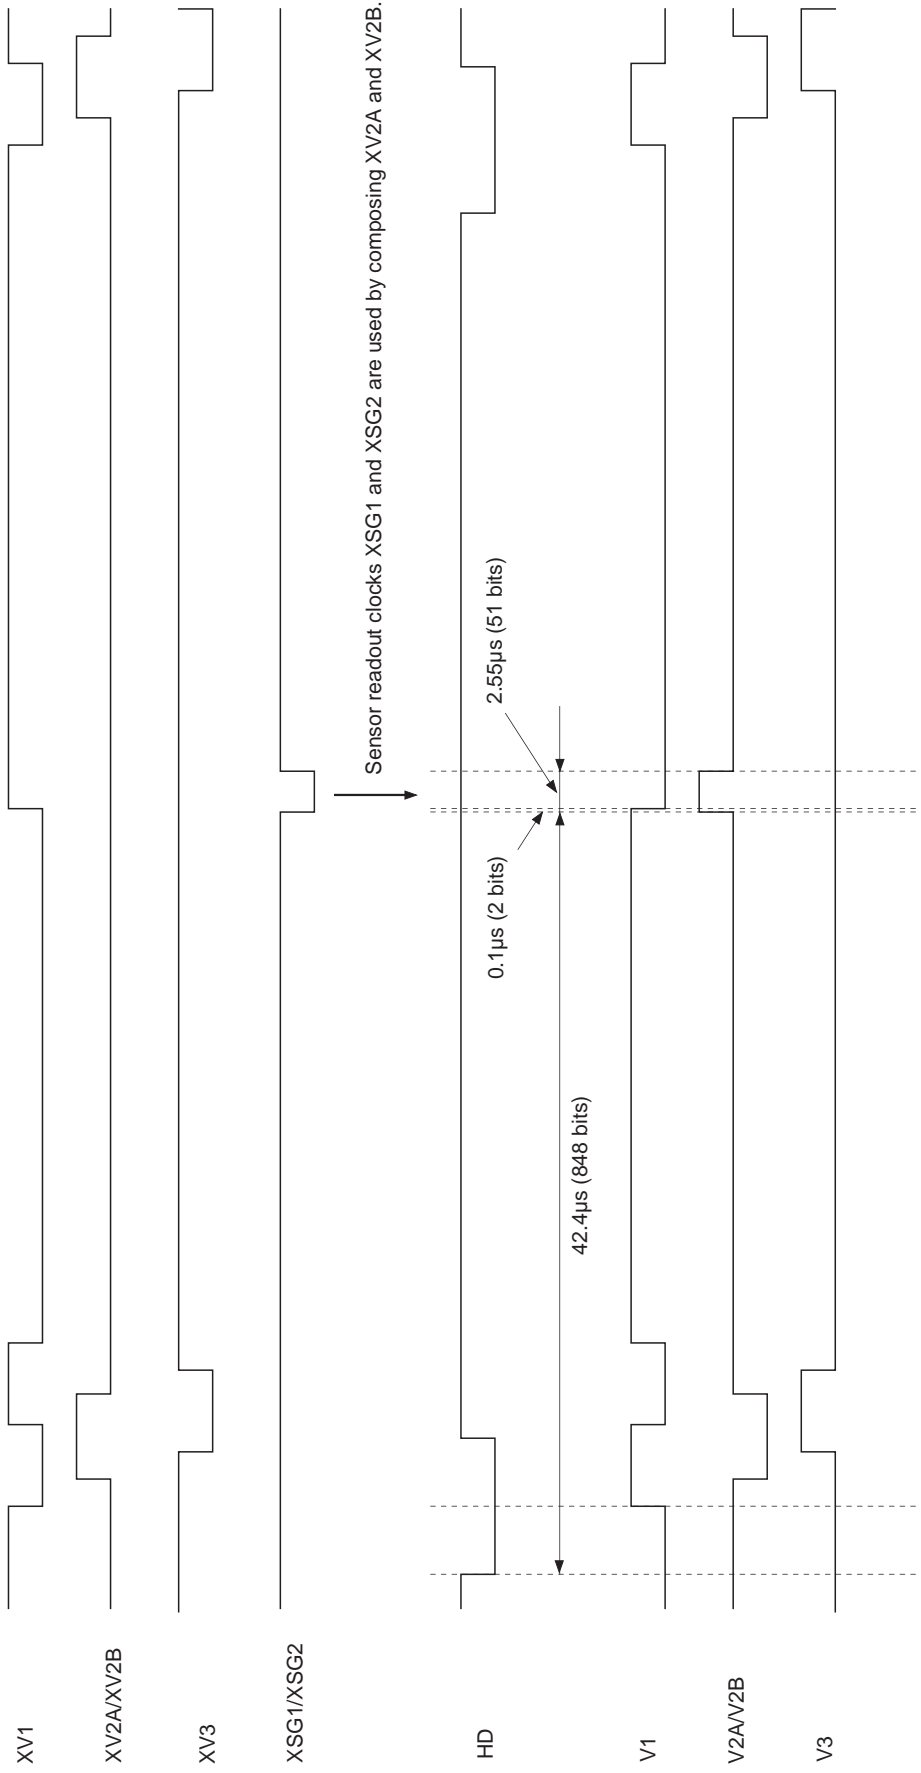 XV1
XV2A/XV2B
XV3
XSG1/XSG2
Sensor readout clocks XSG1 and XSG2 are used by composing XV2A and XV2B.
HD
0.1µs (2 bits)
2.55µs (51 bits)
42.4µs (848 bits)
V1
V2A/V2B
V3